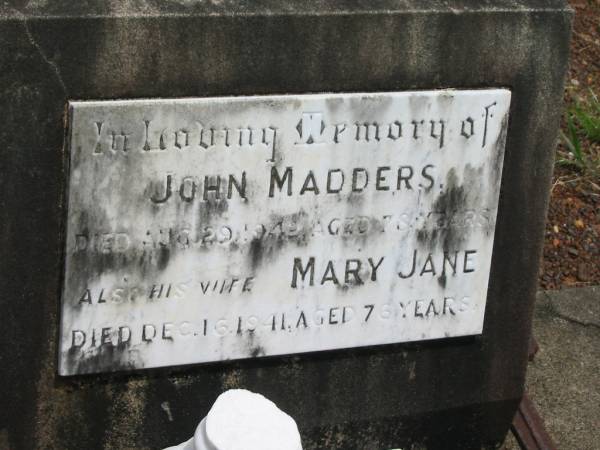 In Loving Memory of
JOHN MADDERS.
DIED AUG. 29, AGED 78 YEARS
ALSO HIS WIFE MARY JANE
DIED DEC. 16, 1941, AGED 76 YEARS.